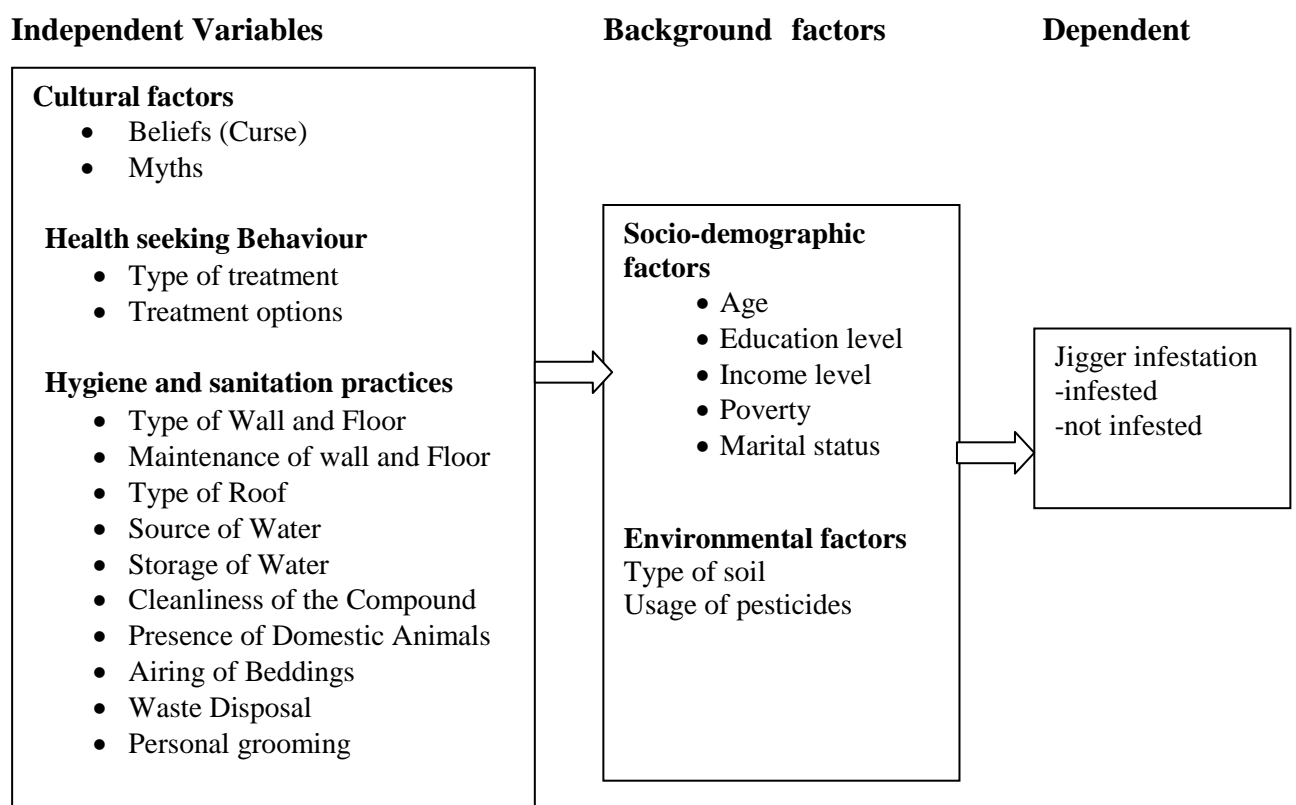 Independent Variables
Background factors
Dependent
Cultural factors
• Beliefs (Curse)
• Myths
Health seeking Behaviour
• Type of treatment
• Treatment options
Hygiene and sanitation practices
• Type of Wall and Floor
• Maintenance of wall and Floor
• Type of Roof
• Source of Water
• Storage of Water
• Cleanliness of the Compound
• Presence of Domestic Animals
• Airing of Beddings
• Waste Disposal
• Personal grooming
Socio-demographic
factors
• Age
• Education level
• Income level
• Poverty
• Marital status
Environmental factors
Type of soil
Usage of pesticides
Jigger infestation
-infested
-not infested